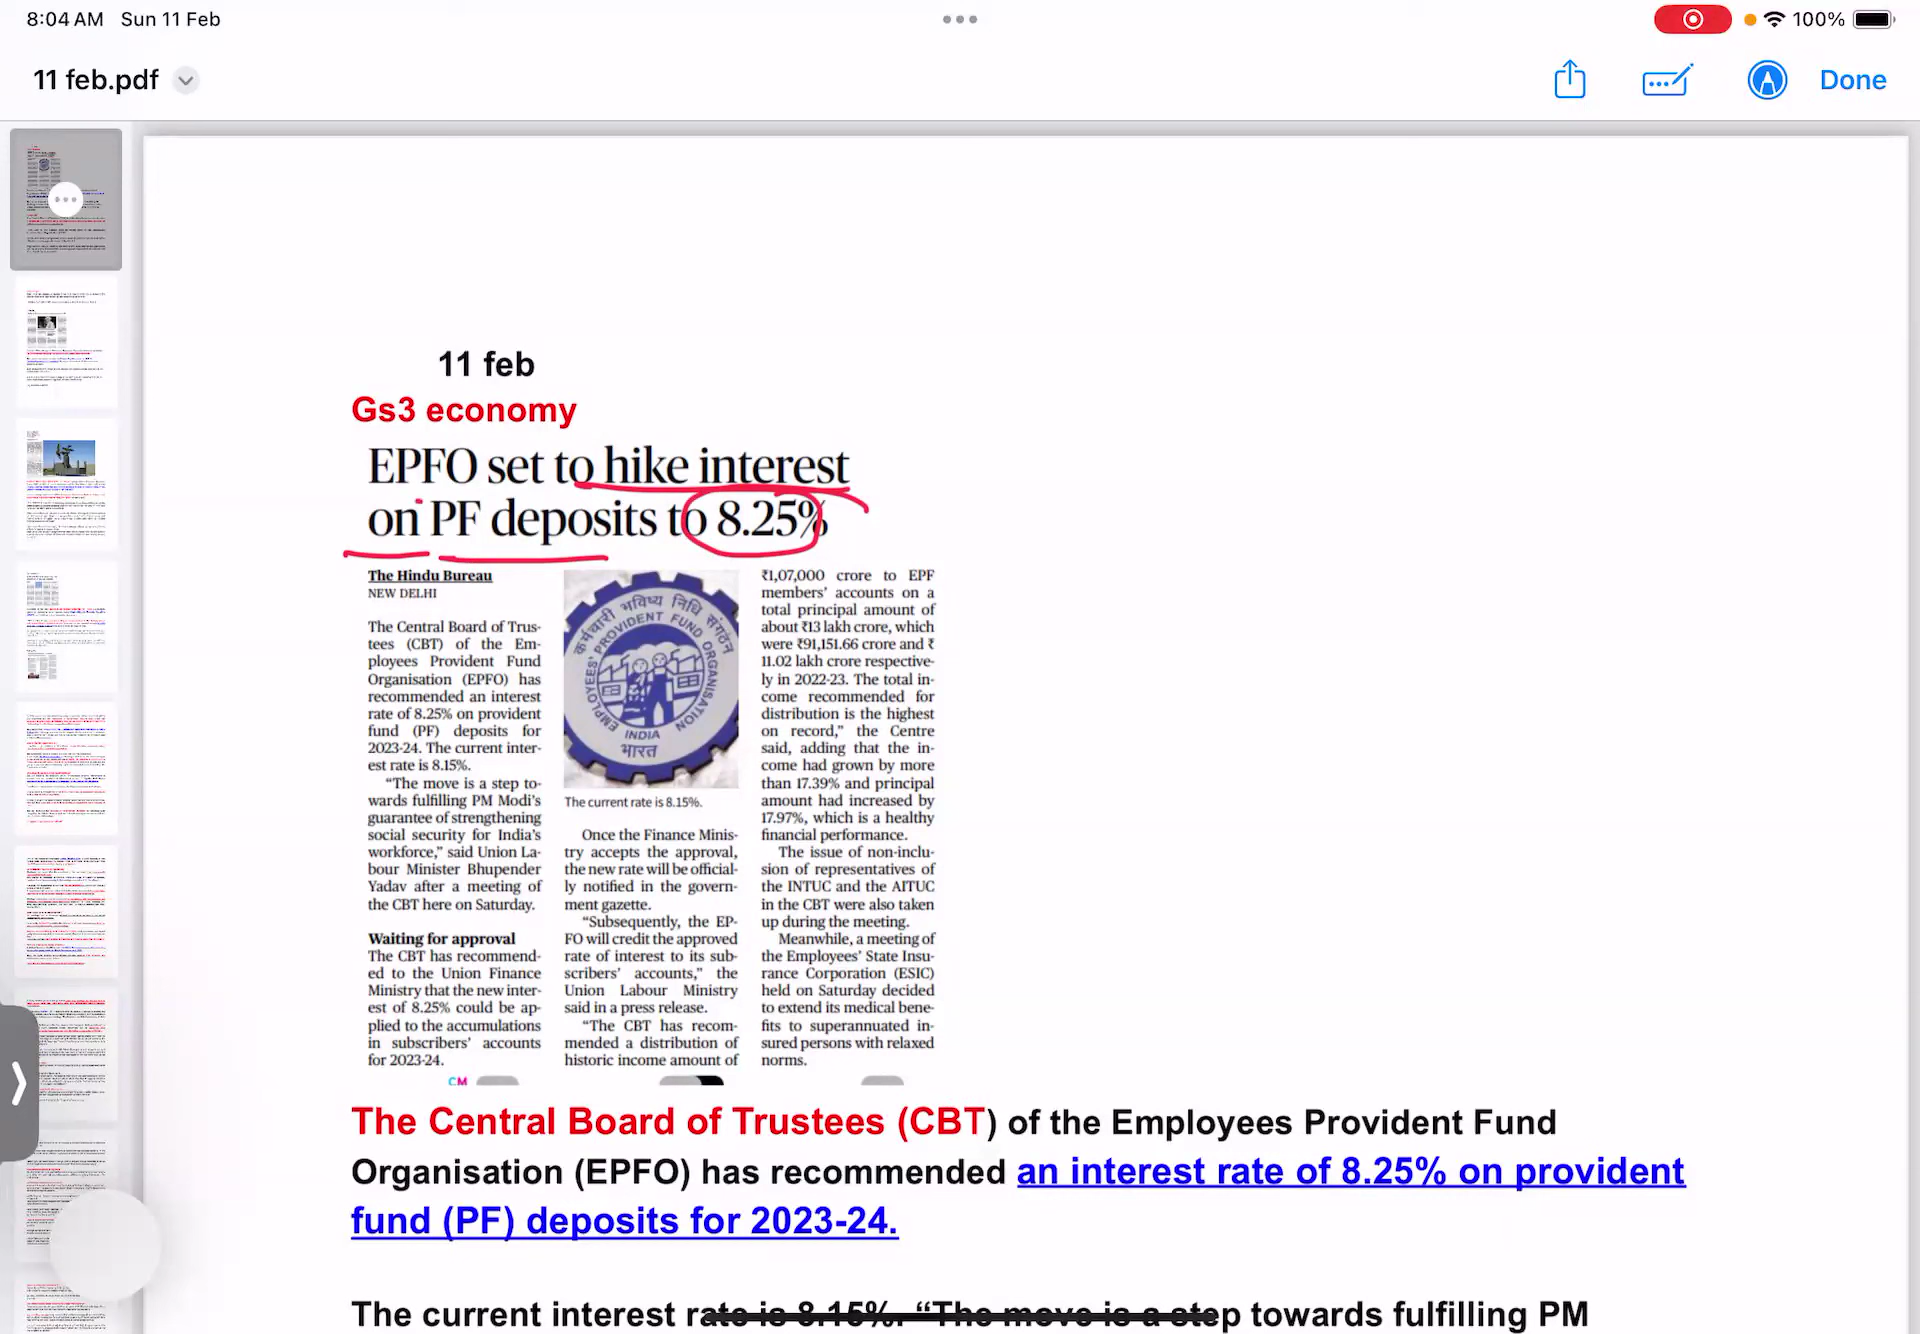 8:04 AM Sun 11 Feb
100%
11 feb.pdf
Done
11 feb
Gs3 economy
EPFO set to hike interest
on PF deposits to 8.25%
The Hindu Bureau
NEW DELHI
The Central Board of Trus-
tees (CBT) of the Em-
ployees Provident Fund
Organisation (EPFO) has
recommended an interest
rate of 8.25% on provident
fund (PF) deposits for
2023-24. The current inter-
est rate is 8.15%.
“The move is a step to-
wards fulfilling PM Modi’s
guarantee of strengthening
social security for India’s
workforce,” said Union La-
bour Minister Bhupender
Yadav after a meeting of
the CBT here on Saturday.
Waiting for approval
The CBT has recommend-
ed to the Union Finance
Ministry that the new inter-
est of 8.25% could be ap-
plied to the accumulations
in subscribers’ accounts
for 2023-24.
कर्मचारी भविष्य निधि संगठन
EMPLOYEES' PROVIDENT FUND ORGANISATION
INDIA
भारत
The current rate is 8.15%.
Once the Finance Minis-
try accepts the approval,
the new rate will be official-
ly notified in the govern-
ment gazette.
“Subsequently, the EP-
FO will credit the approved
rate of interest to its sub-
scribers’ accounts,” the
Union Labour Ministry
said in a press release.
“The CBT has recom-
mended a distribution of
historic income amount of
₹1,07,000 crore to EPF
members’ accounts on a
total principal amount of
about ₹13 lakh crore, which
were ₹91,151.66 crore and ₹
11.02 lakh crore respective-
ly in 2022-23. The total in-
come recommended for
distribution is the highest
on record,” the Centre
said, adding that the in-
come had grown by more
than 17.39% and principal
amount had increased by
17.97%, which is a healthy
financial performance.
The issue of non-inclu-
sion of representatives of
the INTUC and the AITUC
in the CBT were also taken
up during the meeting.
Meanwhile, a meeting of
the Employees’ State Insu-
rance Corporation (ESIC)
held on Saturday decided
to extend its medical bene-
fits to superannuated in-
sured persons with relaxed
norms.
CM
The Central Board of Trustees (CBT) of the Employees Provident Fund
Organisation (EPFO) has recommended an interest rate of 8.25% on provident
fund (PF) deposits for 2023-24.
The current interest rate is 8.15%. “The move is a step towards fulfilling PM